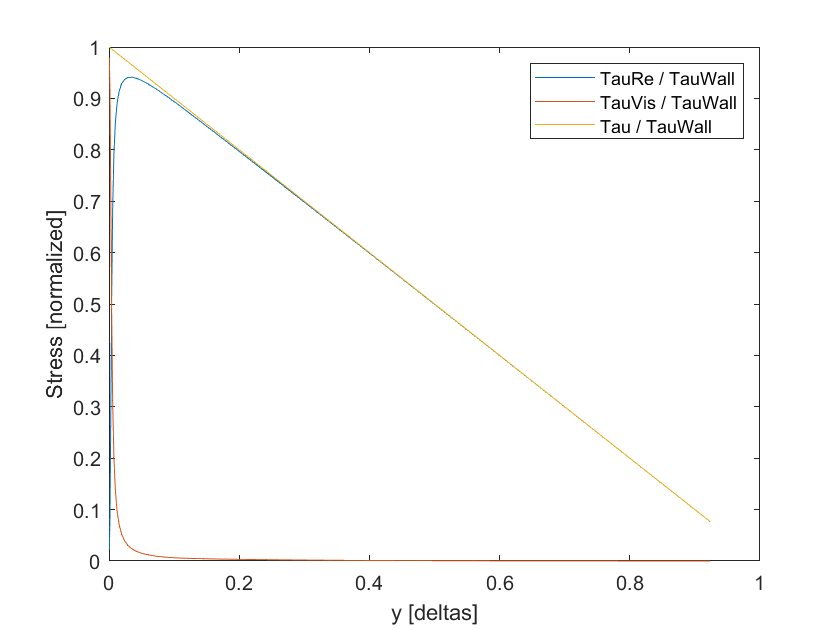 TauRe / TauWall
TauVis / TauWall
Tau / TauWall
1
0.9
0.8
0.7
0.6
0.5
0.4
0.3
0.2
0.1
0
Stress [normalized]
0 0.2 0.4 0.6 0.8 1
y [deltas]